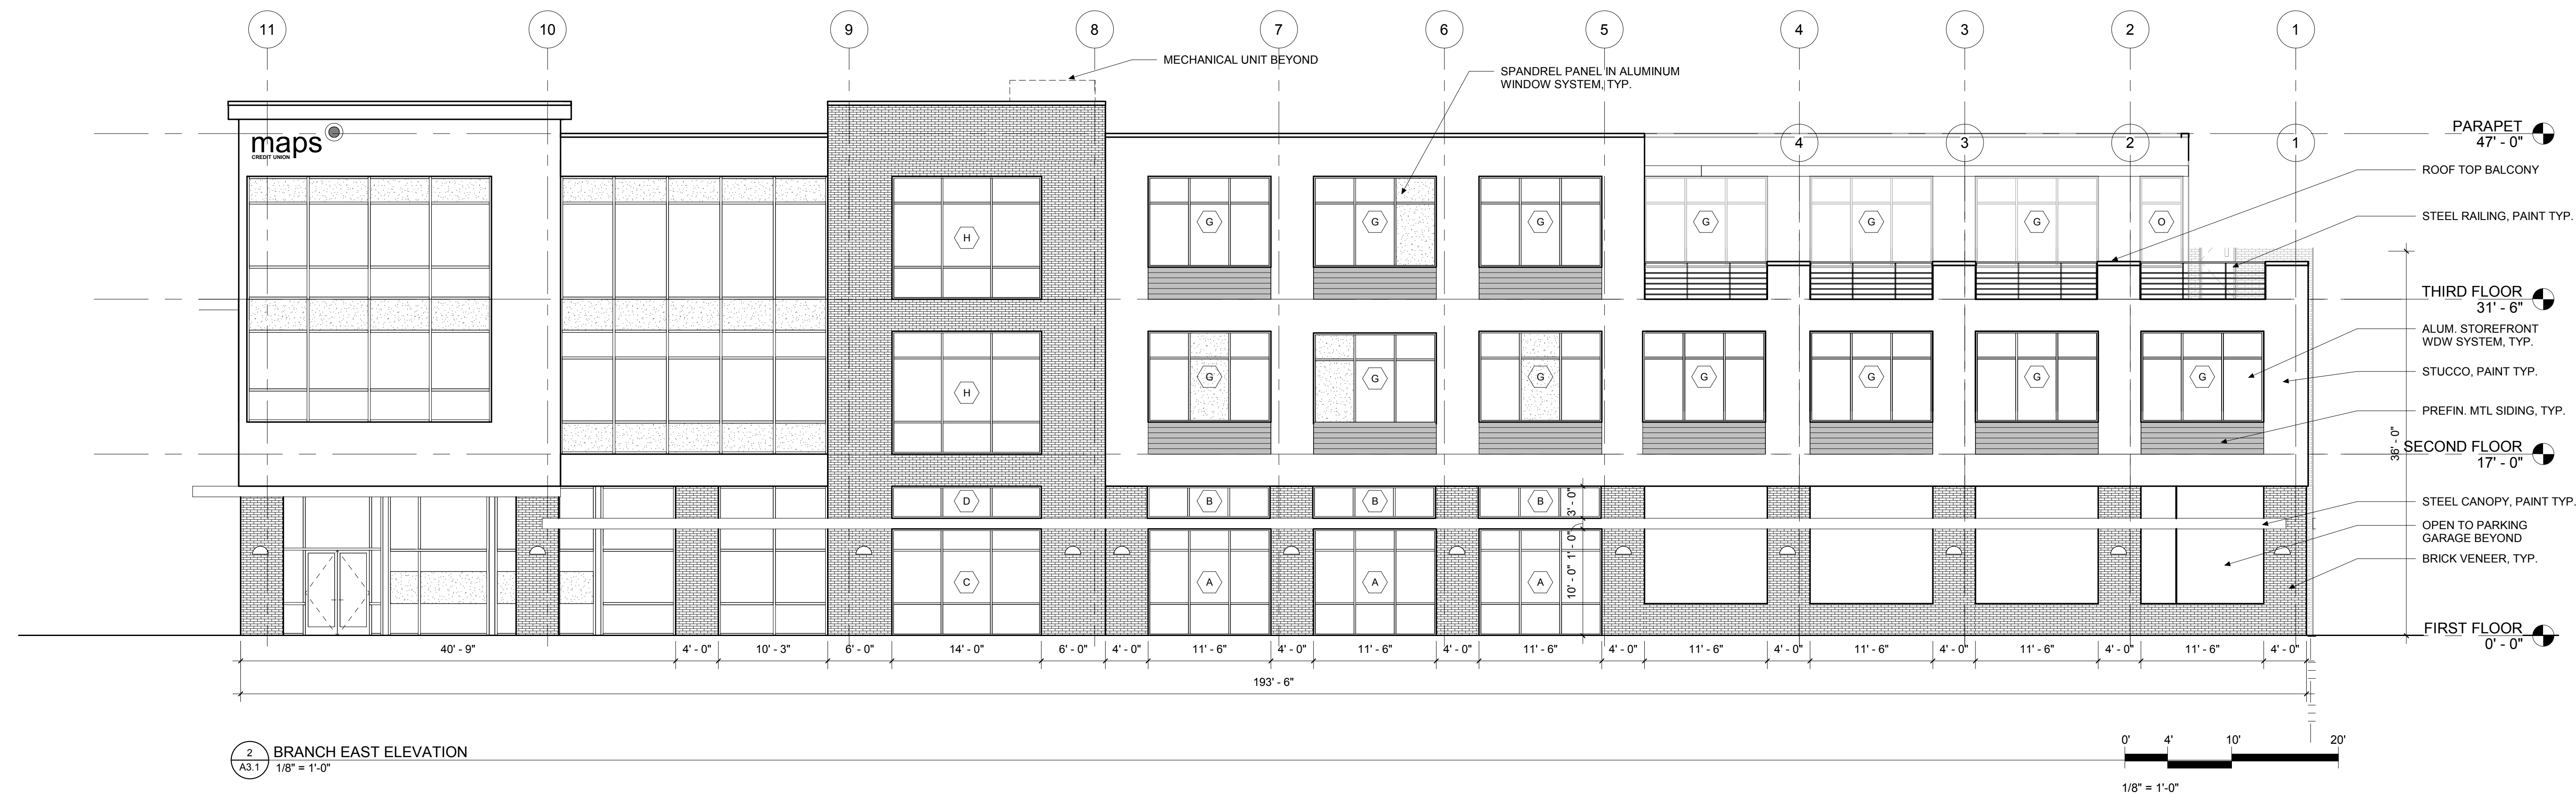 11 10 9 8 7 6 5 4 3 2 1
MECHANICAL UNIT BEYOND
SPANDREL PANEL IN ALUMINUM
WINDOW SYSTEM, TYP.
maps
CREDIT UNION
4 3 2 1
PARAPET
47' - 0"
ROOF TOP BALCONY
STEEL RAILING, PAINT TYP.
H G G G G G G O
THIRD FLOOR
31' - 6"
ALUM. STOREFRONT
WDW SYSTEM, TYP.
STUCCO, PAINT TYP.
H G G G G G G G
PREFIN. MTL SIDING, TYP.
36' - 0"
SECOND FLOOR
17' - 0"
D B B B
3' - 0"
STEEL CANOPY, PAINT TYP.
OPEN TO PARKING
GARAGE BEYOND
1' - 0"
BRICK VENEER, TYP.
C A A A
10' - 0"
FIRST FLOOR
0' - 0"
40' - 9" 4' - 0" 10' - 3" 6' - 0" 14' - 0" 6' - 0" 4' - 0" 11' - 6" 4' - 0" 11' - 6" 4' - 0" 11' - 6" 4' - 0" 11' - 6" 4' - 0" 11' - 6" 4' - 0" 11' - 6" 4' - 0" 11' - 6" 4' - 0"
193' - 6"
2
A3.1
BRANCH EAST ELEVATION
1/8" = 1'-0"
0' 4' 10' 20'
1/8" = 1'-0"